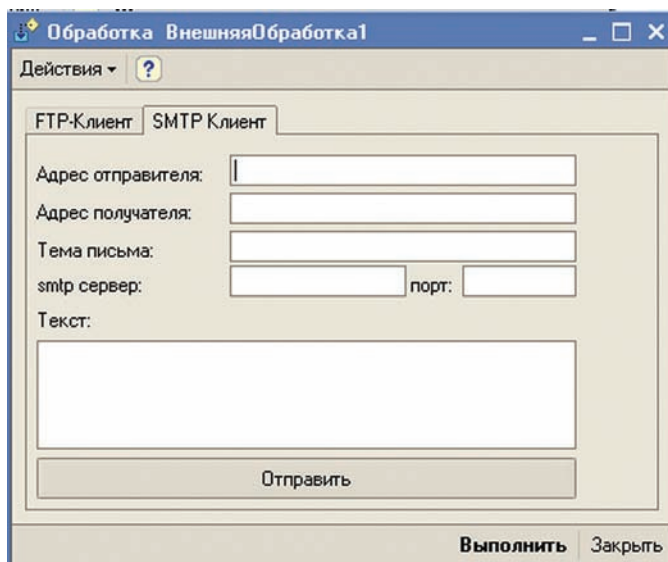 Обработка ВнешняяОбработка1
Действия ?
FTP-Клиент SMTP Клиент
Адрес отправителя:
Адрес получателя:
Тема письма:
smtp сервер: порт:
Текст:
Отправить
Выполнить Закрыть